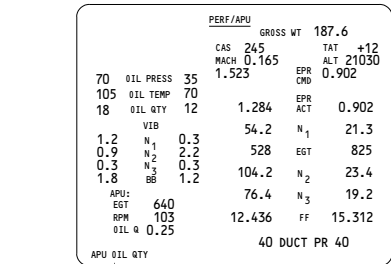 PERF/APU
GROSS WT 187.6
CAS 245 TAT +12
MACH 0.165 ALT 21030
1.523 EPR CMD 0.902
70 OIL PRESS 35
105 OIL TEMP 70
18 OIL QTY 12
1.284 EPR ACT 0.902
VIB
54.2 N1 21.3
1.2 N1 0.3
0.9 N2 2.2
528 EGT 825
0.3 N3 0.3
1.8 BB 1.2
104.2 N2 23.4
APU:
76.4 N3 19.2
EGT 640
RPM 103
12.436 FF 15.312
OIL Q 0.25
40 DUCT PR 40
APU OIL QTY